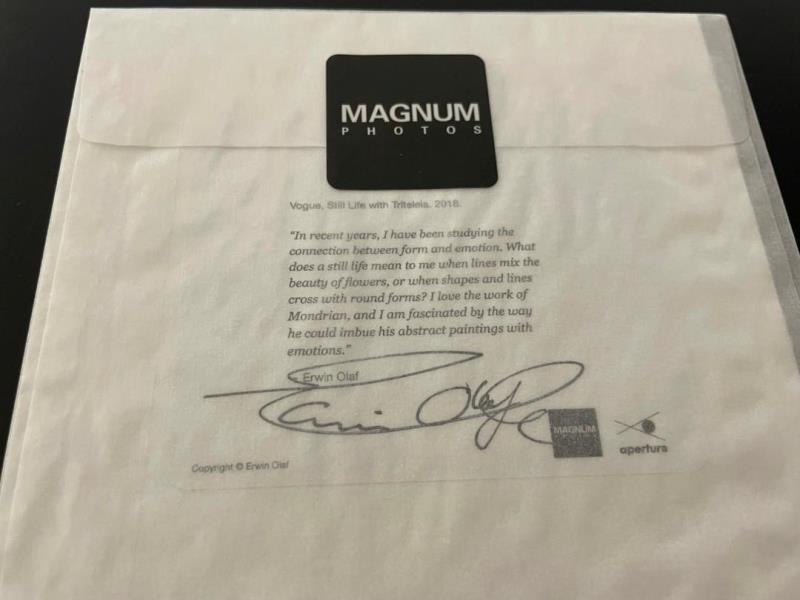 MAGNUM
PHOTOS
Vogue, Still Life with Triteleia. 2018.
"In recent years, I have been studying the
connection between form and emotion. What
does a still life mean to me when lines mix the
beauty of flowers, or when shapes and lines
cross with round forms? I love the work of
Mondrian, and I am fascinated by the way
he could imbue his abstract paintings with
emotions."
– Erwin Olaf
Erwin Olaf
MAGNUM
aperture
Copyright © Erwin Olaf